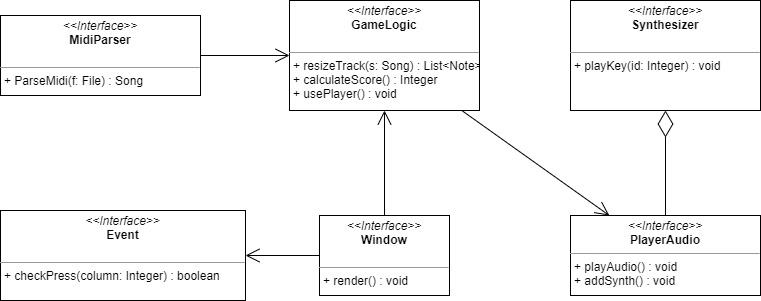 <<Interface>>
MidiParser
+ ParseMidi(f: File) : Song
<<Interface>>
GameLogic
+ resizeTrack(s: Song) : List<Note>
+ calculateScore() : Integer
+ usePlayer() : void
<<Interface>>
Synthesizer
+ playKey(id: Integer) : void
<<Interface>>
Event
+ checkPress(column: Integer) : boolean
<<Interface>>
Window
+ render() : void
<<Interface>>
PlayerAudio
+ playAudio() : void
+ addSynth() : void